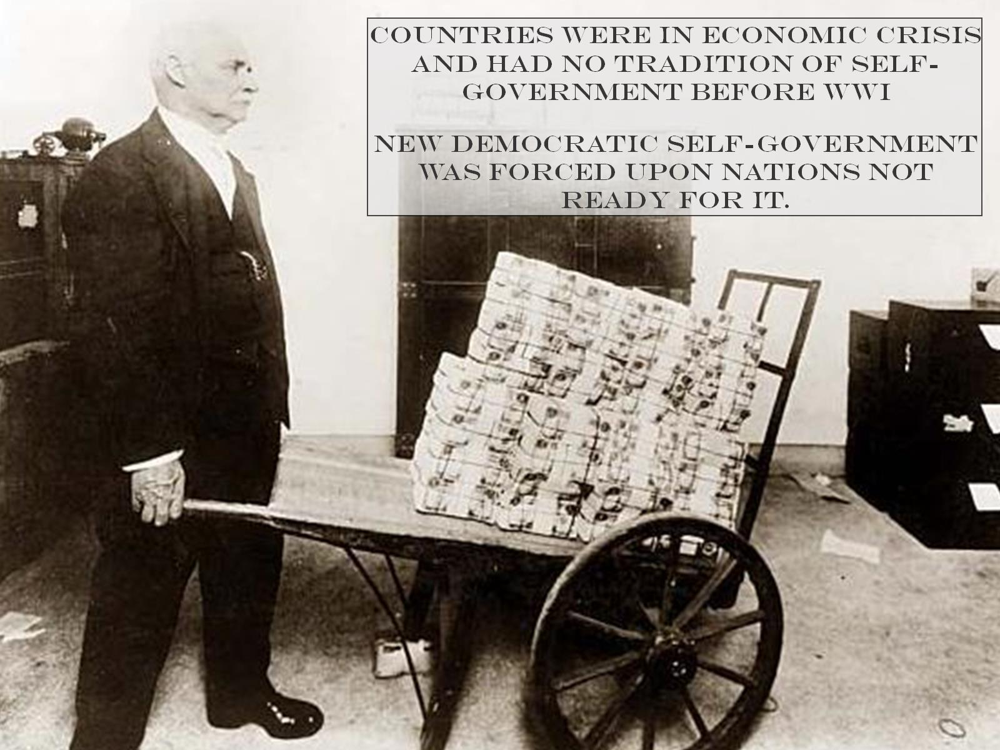 COUNTRIES WERE IN ECONOMIC CRISIS
AND HAD NO TRADITION OF SELF-
GOVERNMENT BEFORE WWI
NEW DEMOCRATIC SELF-GOVERNMENT
WAS FORCED UPON NATIONS NOT
READY FOR IT.